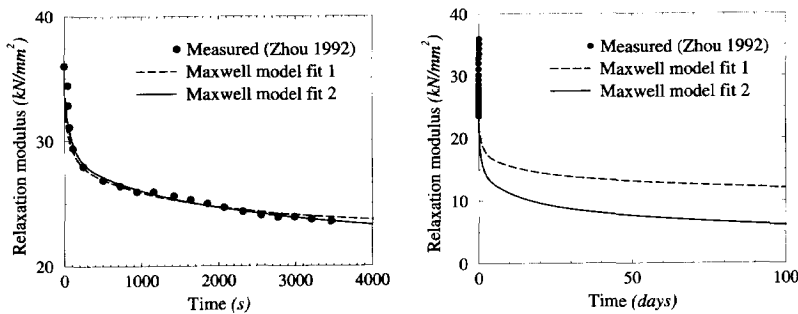 40
30
20
Relaxation modulus (kN/mm²)
Measured (Zhou 1992)
Maxwell model fit 1
Maxwell model fit 2
0 1000 2000 3000 4000
Time (s)
40
30
20
10
0
Relaxation modulus (kN/mm²)
Measured (Zhou 1992)
Maxwell model fit 1
Maxwell model fit 2
0 50 100
Time (days)